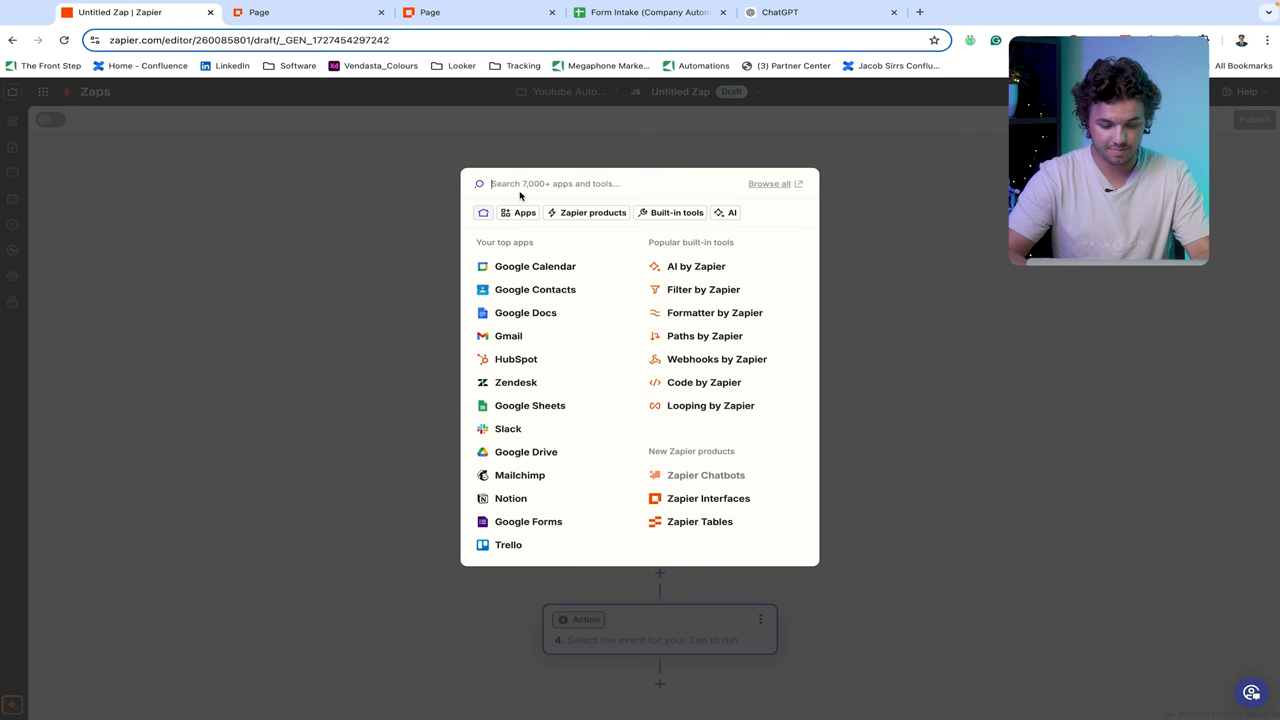 Untitled Zap | Zapier
Page
Page
Form Intake (Company Autom
ChatGPT
zapier.com/editor/260085801/draft/_GEN_1727454297242
The Front Step
Home - Confluence
LinkedIn
Software
Vendasta_Colours
Looker
Tracking
Megaphone Marke...
Automations
(3) Partner Center
Jacob Sirrs Conflu...
All Bookmarks
Zaps
Youtube Auto... / JS Untitled Zap Draft
Help
Publish
Search 7,000+ apps and tools...
Browse all
Apps
Zapier products
Built-in tools
AI
Your top apps
Google Calendar
Google Contacts
Google Docs
Gmail
HubSpot
Zendesk
Google Sheets
Slack
Google Drive
Mailchimp
Notion
Google Forms
Trello
Popular built-in tools
AI by Zapier
Filter by Zapier
Formatter by Zapier
Paths by Zapier
Webhooks by Zapier
Code by Zapier
Looping by Zapier
New Zapier products
Zapier Chatbots
Zapier Interfaces
Zapier Tables
Action
4. Select the event for your Zap to run